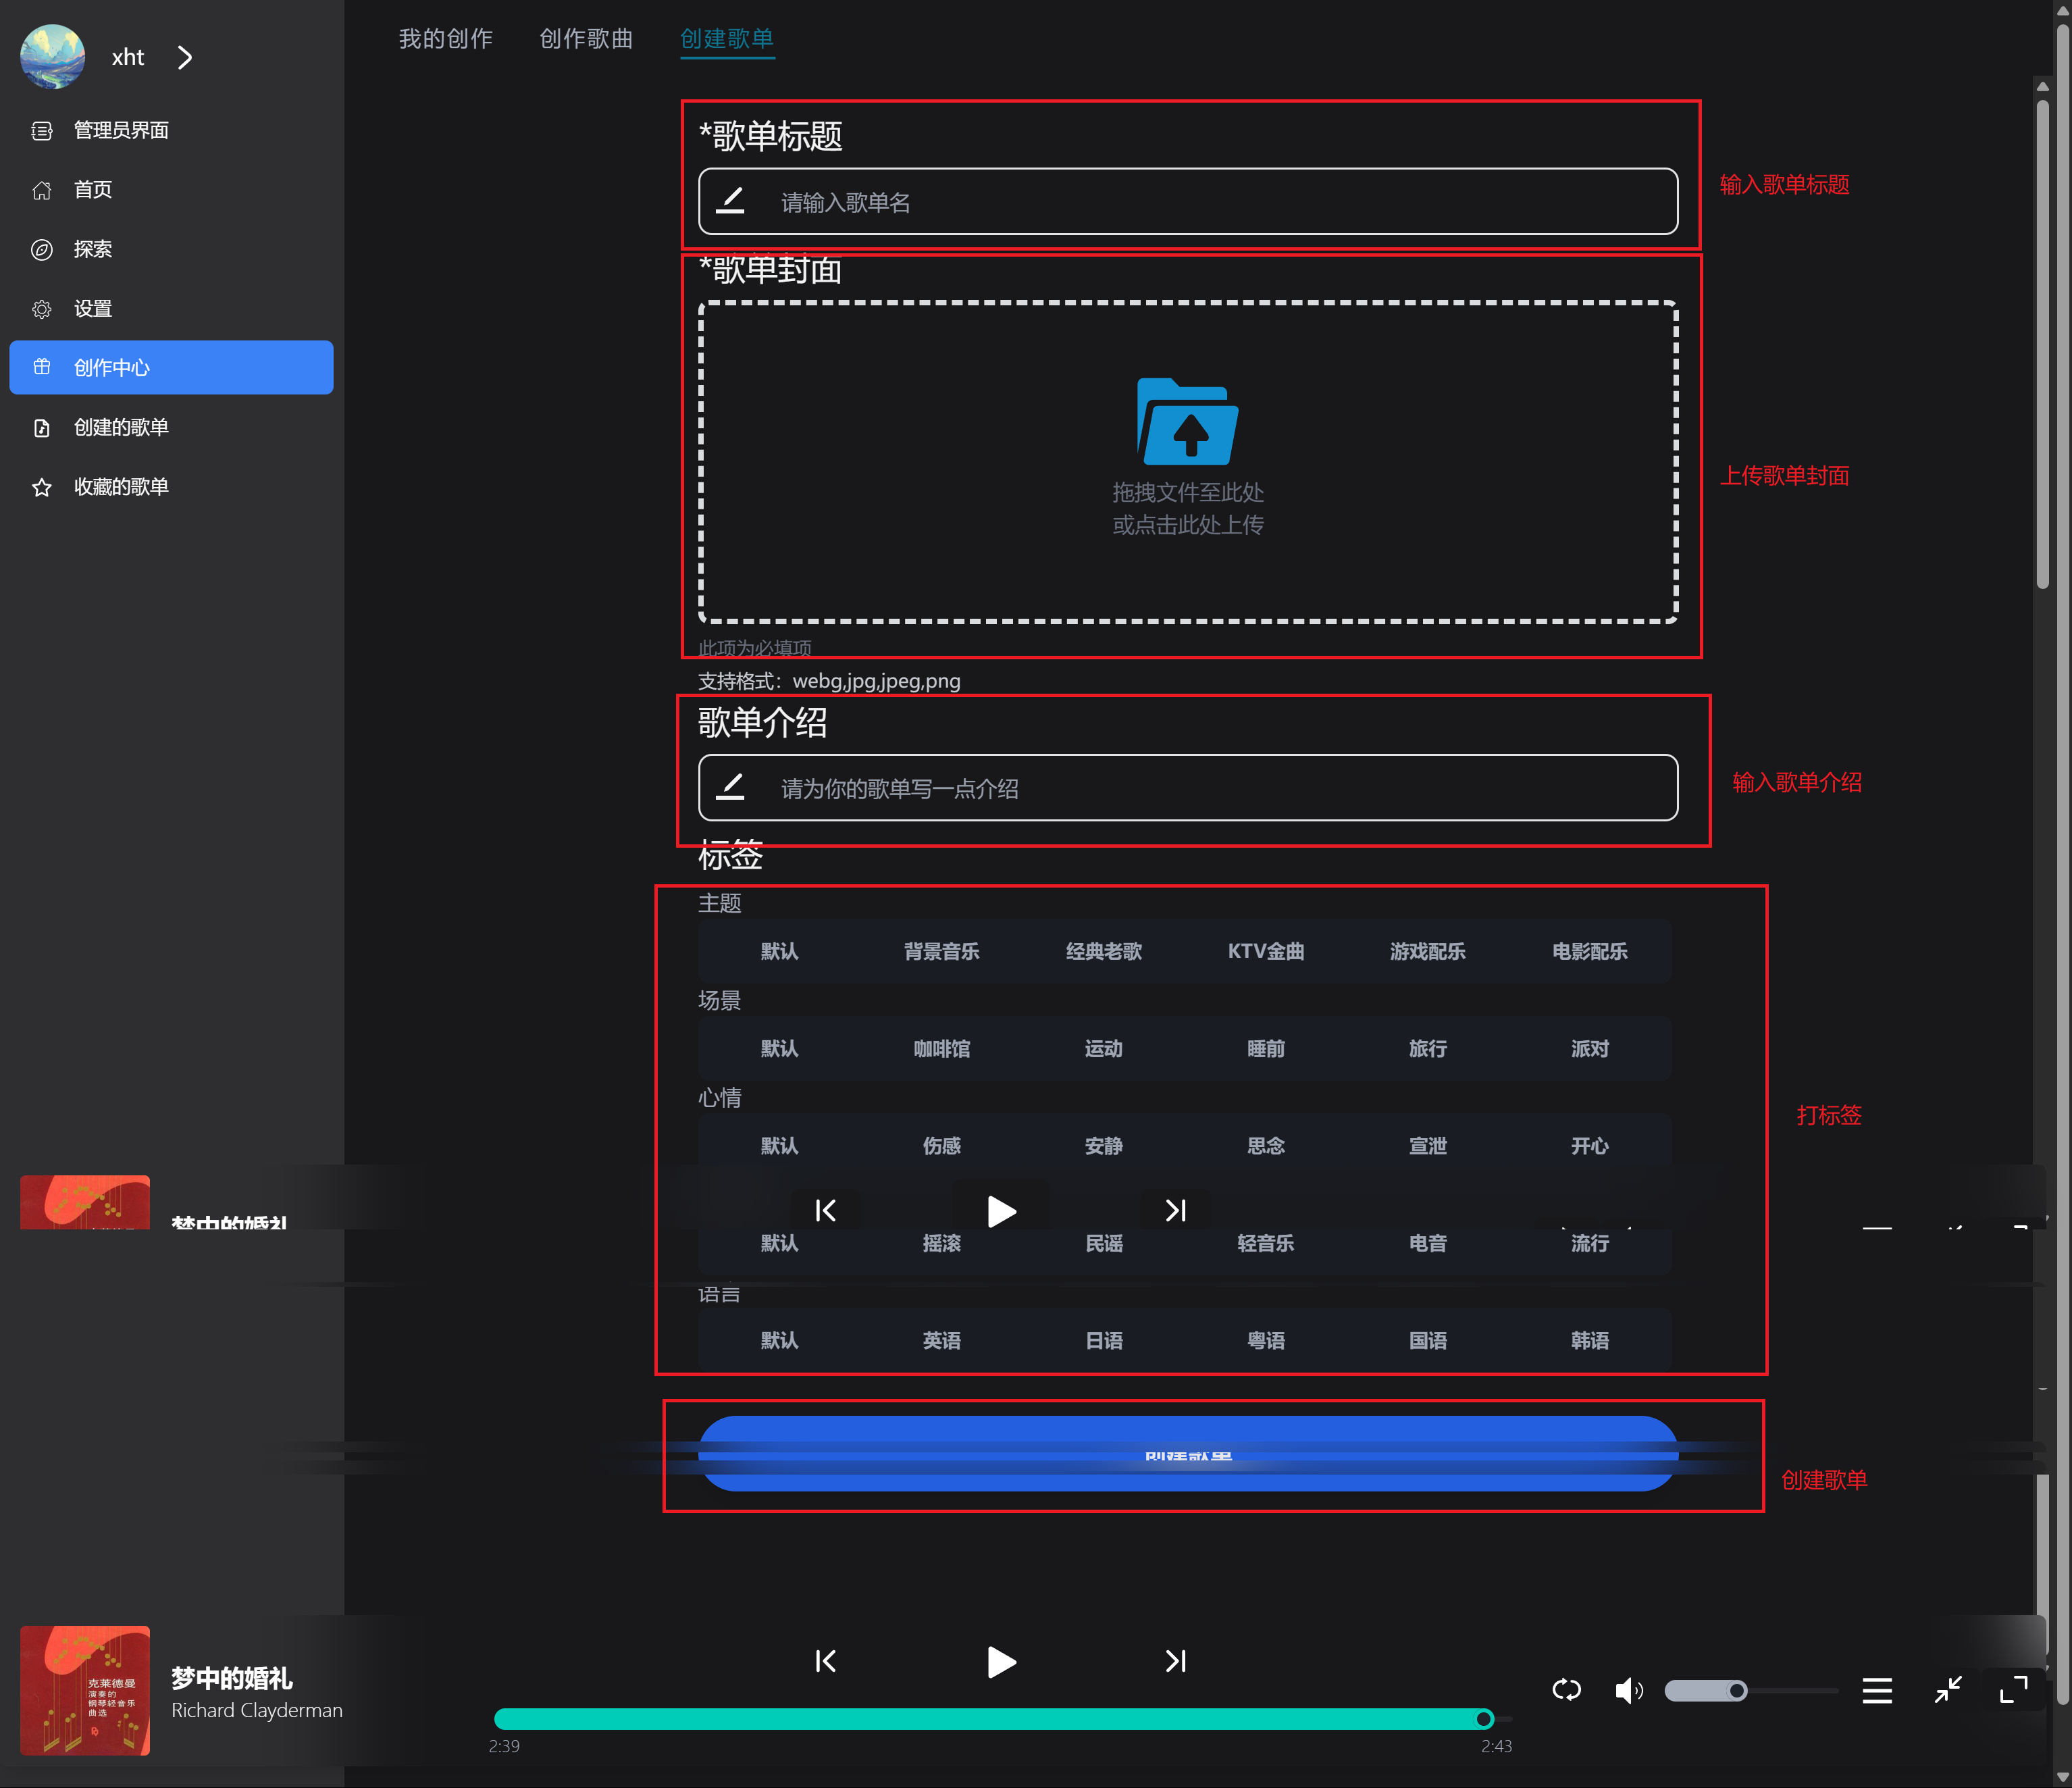 xht
管理员界面
首页
探索
设置
创作中心
创建的歌单
收藏的歌单
我的创作 创作歌曲 创建歌单
*歌单标题
请输入歌单名
输入歌单标题
*歌单封面
拖拽文件至此处
或点击此处上传
上传歌单封面
此项为必填项
支持格式：webg,jpg,jpeg,png
歌单介绍
请为你的歌单写一点介绍
输入歌单介绍
标签
主题
默认 背景音乐 经典老歌 KTV金曲 游戏配乐 电影配乐
场景
默认 咖啡馆 运动 睡前 旅行 派对
心情
默认 伤感 安静 思念 宣泄 开心
打标签
梦中的婚礼
默认 摇滚 民谣 轻音乐 电音 流行
语言
默认 英语 日语 粤语 国语 韩语
创建歌单
创建歌单
克莱德曼
演奏的
钢琴轻音乐
曲选
梦中的婚礼
Richard Clayderman
2:39 2:43